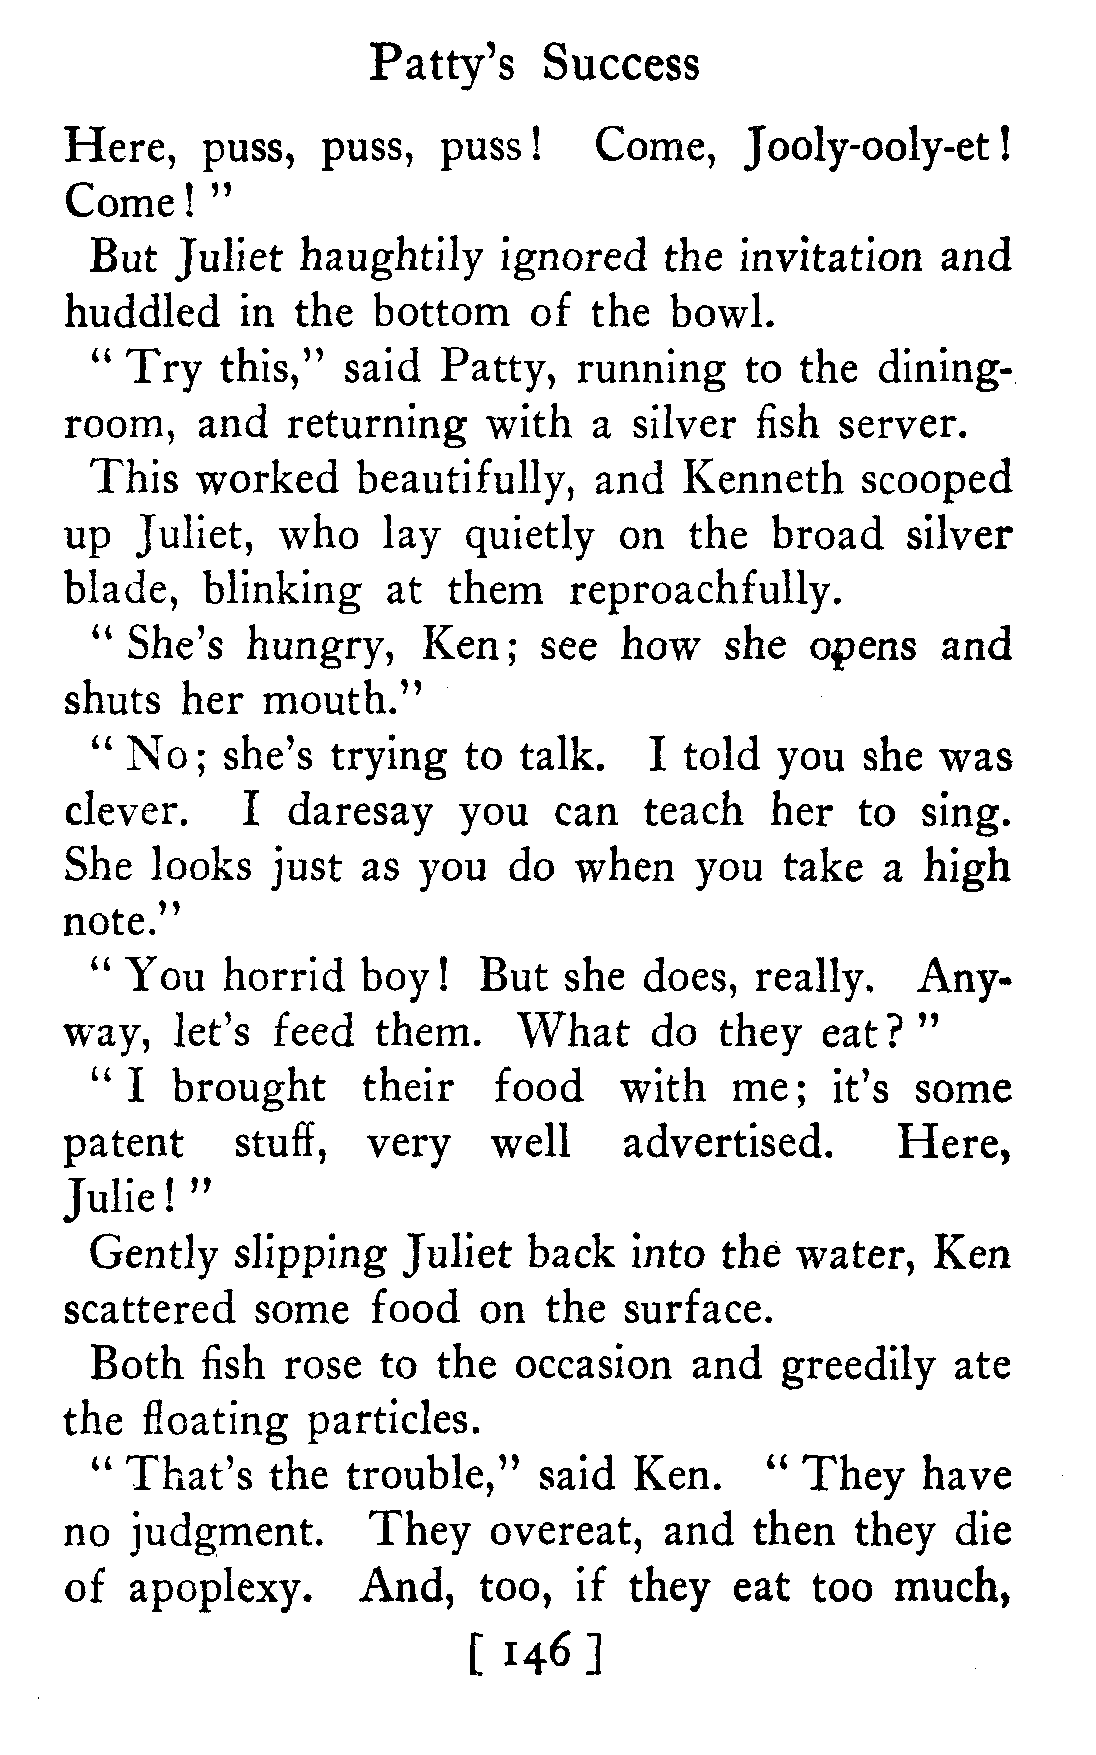 Patty's Success
Here, puss, puss, puss! Come, Jooly-ooly-et!
Come!"
But Juliet haughtily ignored the invitation and
huddled in the bottom of the bowl.
"Try this," said Patty, running to the dining-
room, and returning with a silver fish server.
This worked beautifully, and Kenneth scooped
up Juliet, who lay quietly on the broad silver
blade, blinking at them reproachfully.
"She's hungry, Ken; see how she opens and
shuts her mouth."
"No; she's trying to talk. I told you she was
clever. I daresay you can teach her to sing.
She looks just as you do when you take a high
note."
"You horrid boy! But she does, really. Any-
way, let's feed them. What do they eat?"
"I brought their food with me; it's some
patent stuff, very well advertised. Here,
Julie!"
Gently slipping Juliet back into the water, Ken
scattered some food on the surface.
Both fish rose to the occasion and greedily ate
the floating particles.
"That's the trouble," said Ken. "They have
no judgment. They overeat, and then they die
of apoplexy. And, too, if they eat too much,
[ 146 ]